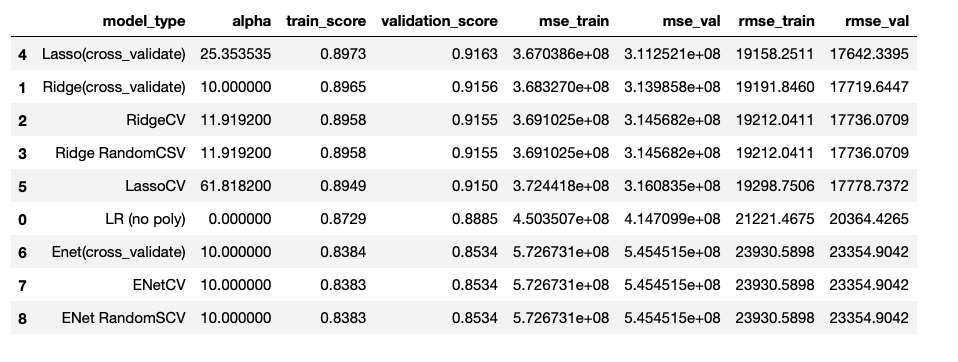 model_type alpha train_score validation_score mse_train mse_val rmse_train rmse_val
4 Lasso(cross_validate) 25.353535 0.8973 0.9163 3.670386e+08 3.112521e+08 19158.2511 17642.3395
1 Ridge(cross_validate) 10.000000 0.8965 0.9156 3.683270e+08 3.139858e+08 19191.8460 17719.6447
2 RidgeCV 11.919200 0.8958 0.9155 3.691025e+08 3.145682e+08 19212.0411 17736.0709
3 Ridge RandomCSV 11.919200 0.8958 0.9155 3.691025e+08 3.145682e+08 19212.0411 17736.0709
5 LassoCV 61.818200 0.8949 0.9150 3.724418e+08 3.160835e+08 19298.7506 17778.7372
0 LR (no poly) 0.000000 0.8729 0.8885 4.503507e+08 4.147099e+08 21221.4675 20364.4265
6 Enet(cross_validate) 10.000000 0.8384 0.8534 5.726731e+08 5.454515e+08 23930.5898 23354.9042
7 ENetCV 10.000000 0.8383 0.8534 5.726731e+08 5.454515e+08 23930.5898 23354.9042
8 ENet RandomSCV 10.000000 0.8383 0.8534 5.726731e+08 5.454515e+08 23930.5898 23354.9042